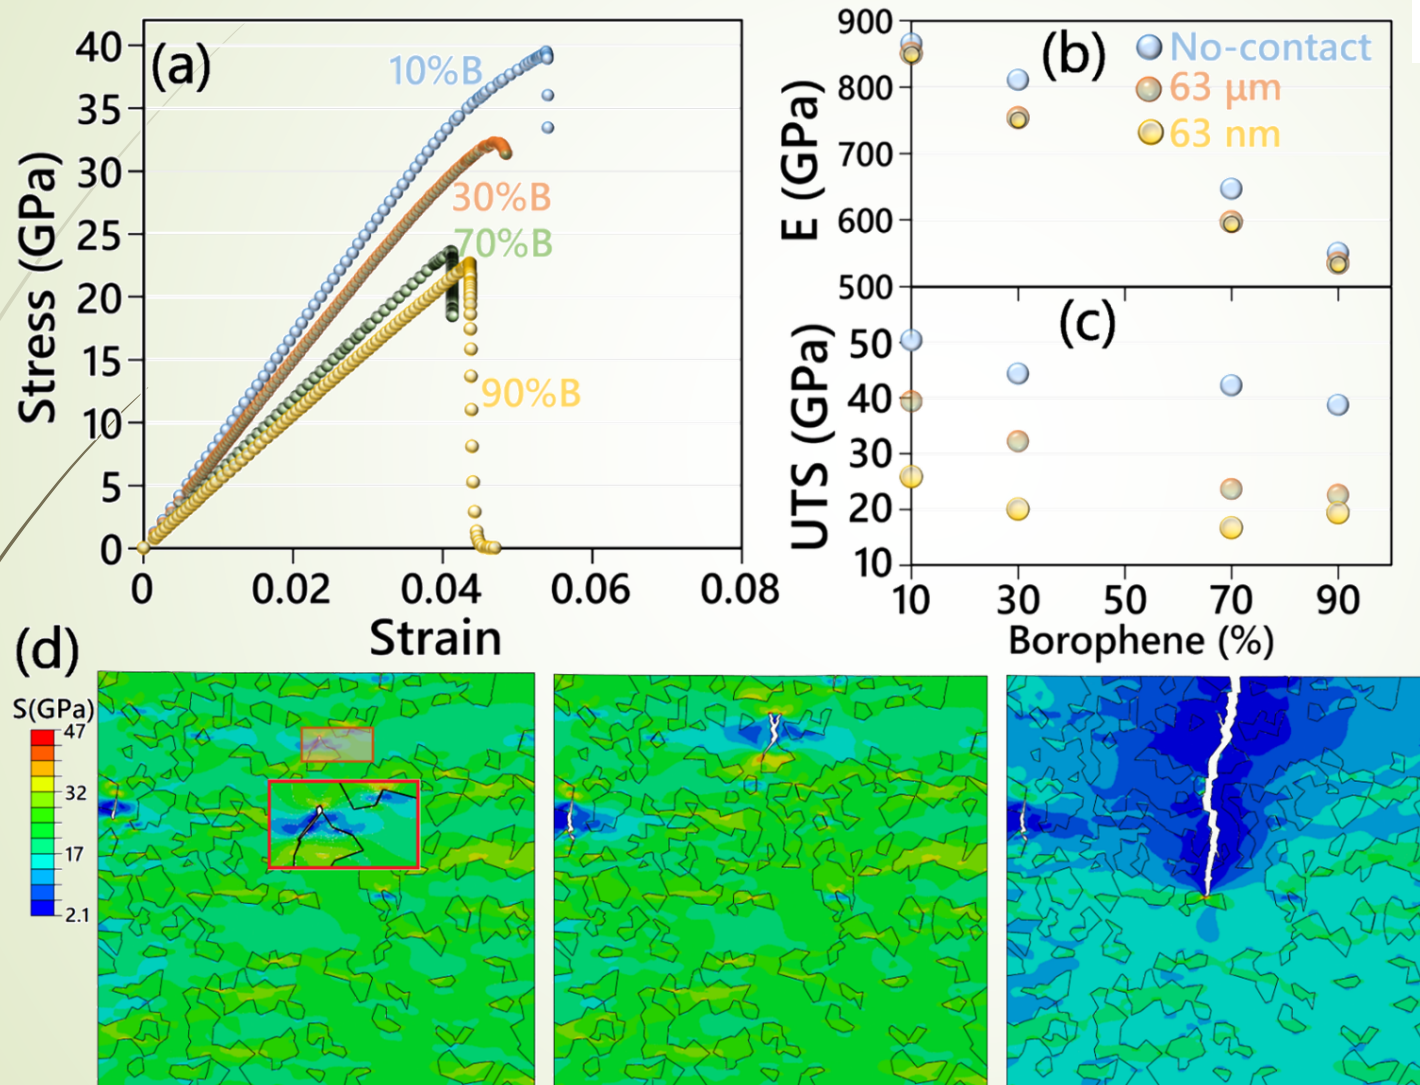 (a)
10%B
30%B
70%B
90%B
40
35
30
25
20
15
10
5
0
Stress (GPa)
0
0.02
0.04
0.06
0.08
Strain
(b)
No-contact
63 μm
63 nm
900
800
700
600
500
E (GPa)
(c)
50
40
30
20
10
UTS (GPa)
10
30
50
70
90
Borophene (%)
(d)
S(GPa)
47
32
17
2.1